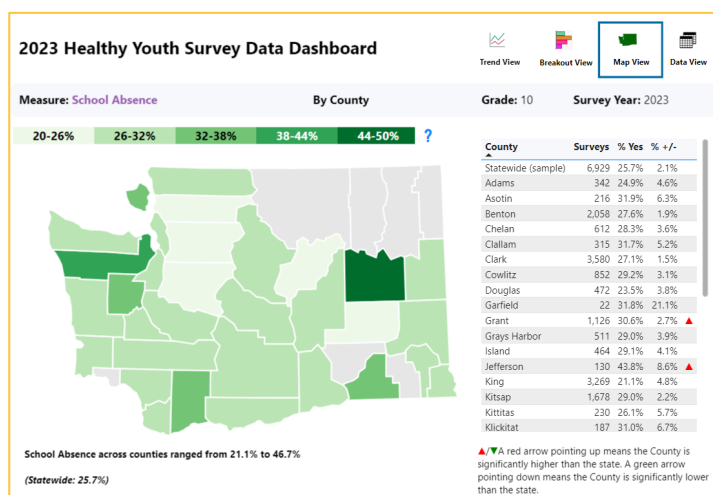 2023 Healthy Youth Survey Data Dashboard
Trend View
Breakout View
Map View
Data View
Measure: School Absence
By County
Grade: 10
Survey Year: 2023
20-26% 26-32% 32-38% 38-44% 44-50% ?
County Surveys % Yes % +/-
Statewide (sample) 6,929 25.7% 2.1%
Adams 342 24.9% 4.6%
Asotin 216 31.9% 6.3%
Benton 2,058 27.6% 1.9%
Chelan 612 28.3% 3.6%
Clallam 315 31.7% 5.2%
Clark 3,580 27.1% 1.5%
Cowlitz 852 29.2% 3.1%
Douglas 472 23.5% 3.8%
Garfield 22 31.8% 21.1%
Grant 1,126 30.6% 2.7% ▲
Grays Harbor 511 29.0% 3.9%
Island 464 29.1% 4.1%
Jefferson 130 43.8% 8.6% ▲
King 3,269 21.1% 4.8%
Kitsap 1,678 29.0% 2.2%
Kittitas 230 26.1% 5.7%
Klickitat 187 31.0% 6.7%
School Absence across counties ranged from 21.1% to 46.7%
(Statewide: 25.7%)
▲/▼A red arrow pointing up means the County is
significantly higher than the state. A green arrow
pointing down means the County is significantly lower
than the state.